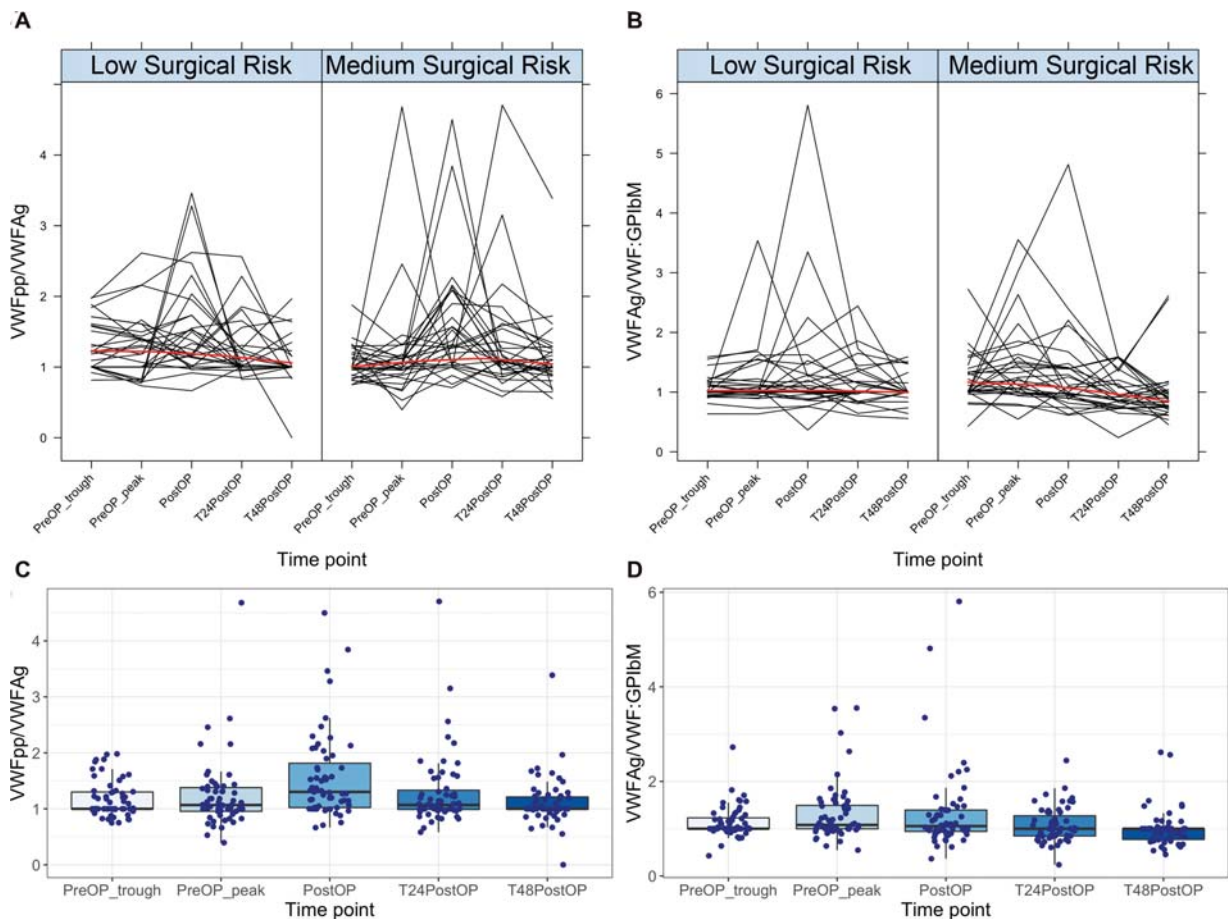 A
Low Surgical Risk
Medium Surgical Risk
VWFpp/VWFAg
4
3
2
1
0
PreOP_trough
PreOP_peak
PostOP
T24PostOP
T48PostOP
PreOP_trough
PreOP_peak
PostOP
T24PostOP
T48PostOP
Time point
B
Low Surgical Risk
Medium Surgical Risk
VWFAg/VWF:GPIbM
6
5
4
3
2
1
0
PreOP_trough
PreOP_peak
PostOP
T24PostOP
T48PostOP
PreOP_trough
PreOP_peak
PostOP
T24PostOP
T48PostOP
Time point
C
VWFpp/VWFAg
4
3
2
1
0
PreOP_trough
PreOP_peak
PostOP
T24PostOP
T48PostOP
Time point
D
VWFAg/VWF:GPIbM
6
4
2
0
PreOP_trough
PreOP_peak
PostOP
T24PostOP
T48PostOP
Time point